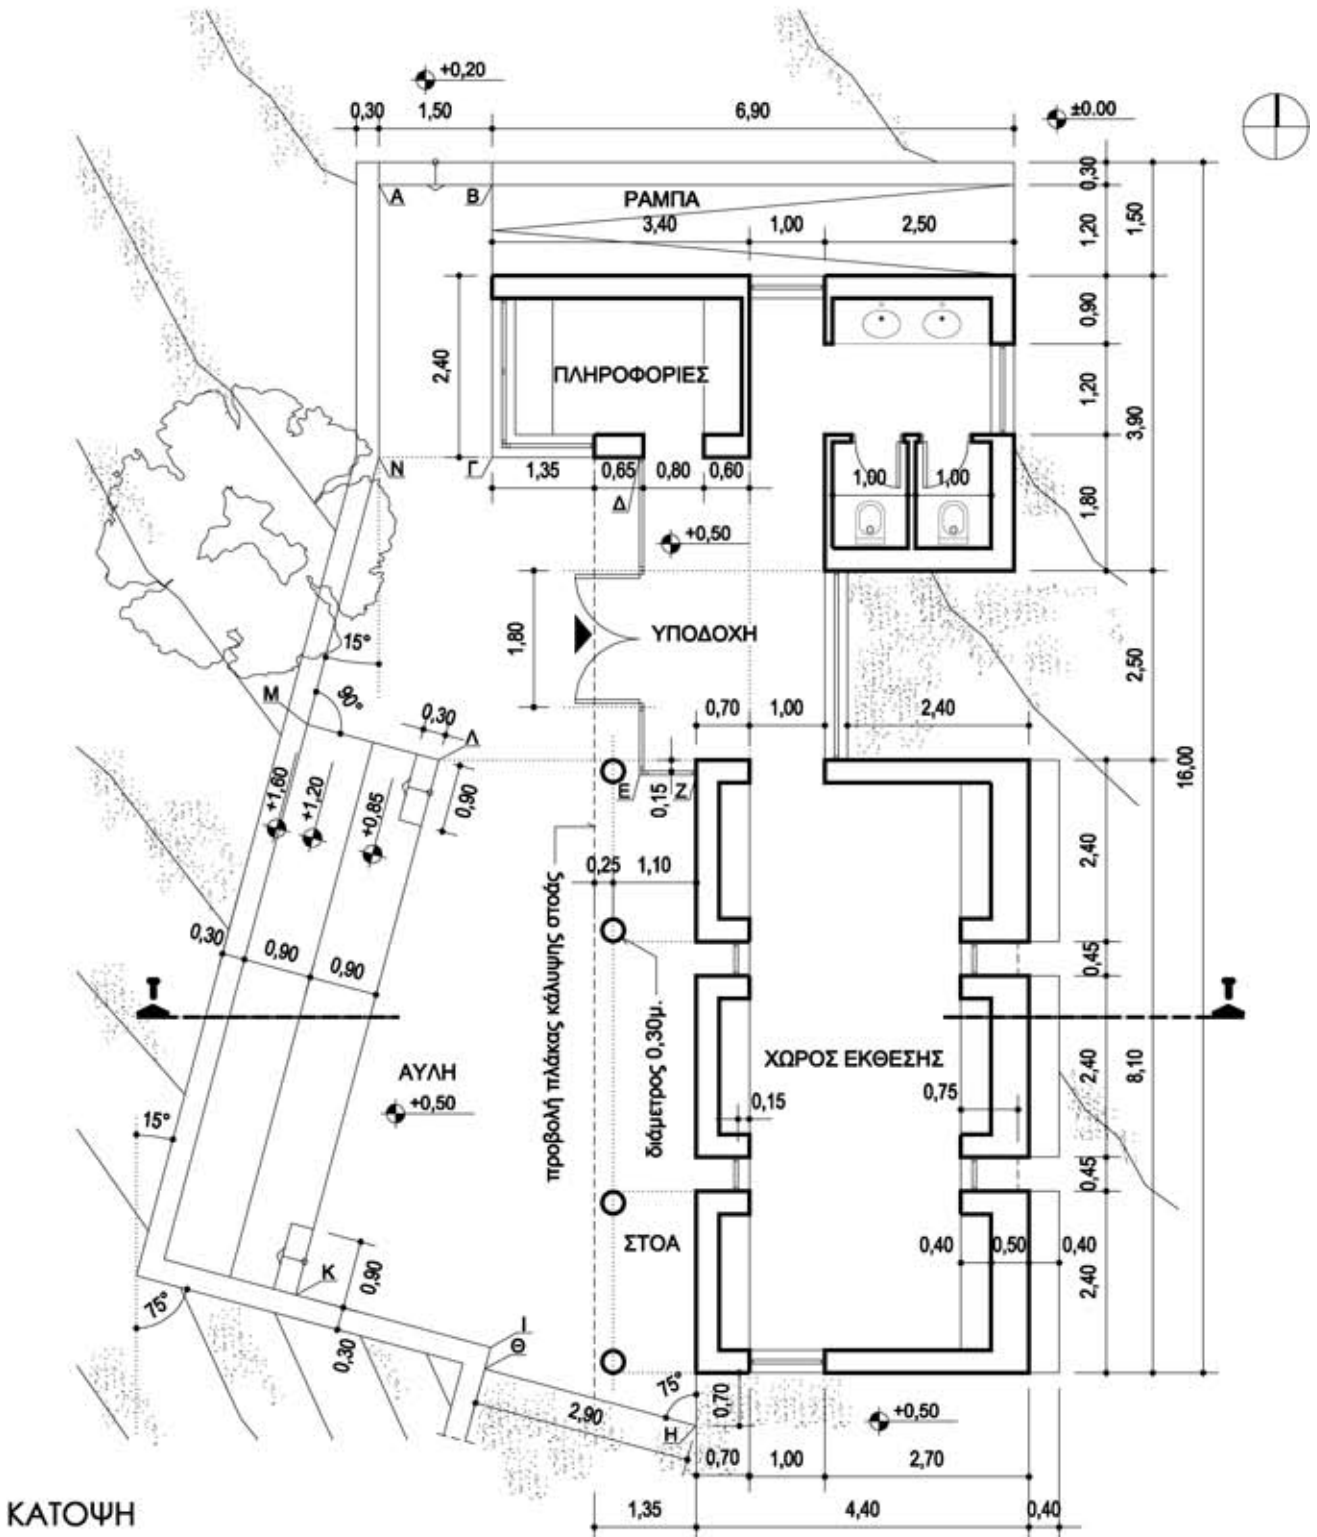 +0,20
±0.00
0,30 1,50 6,90
A B ΡΑΜΠΑ
3,40 1,00 2,50
0,30
1,20
1,50
0,90
2,40
ΠΛΗΡΟΦΟΡΙΕΣ
1,20
3,90
N Γ
1,35 0,65 0,80 0,60
1,00 1,00
Δ
1,80
+0,50
15°
1,80
ΥΠΟΔΟΧΗ
2,50
M 90°
0,30
Λ
0,70 1,00 2,40
+1,60
+1,20
+0,85
0,90
E 0,15 Z
16,00
0,25 1,10
2,40
προβολή πλάκας κάλυψης στοάς
0,30 0,90 0,90
0,45
T T
διάμετρος 0,30μ.
ΑΥΛΗ
+0,50
ΧΩΡΟΣ ΕΚΘΕΣΗΣ
2,40
8,10
0,15
0,75
15°
0,45
ΣΤΟΑ
0,40 0,50 0,40
K
0,90
2,40
75°
0,30
I
Θ
75°
0,70
2,90
H
+0,50
0,70 1,00 2,70
1,35 4,40 0,40
ΚΑΤΟΨΗ